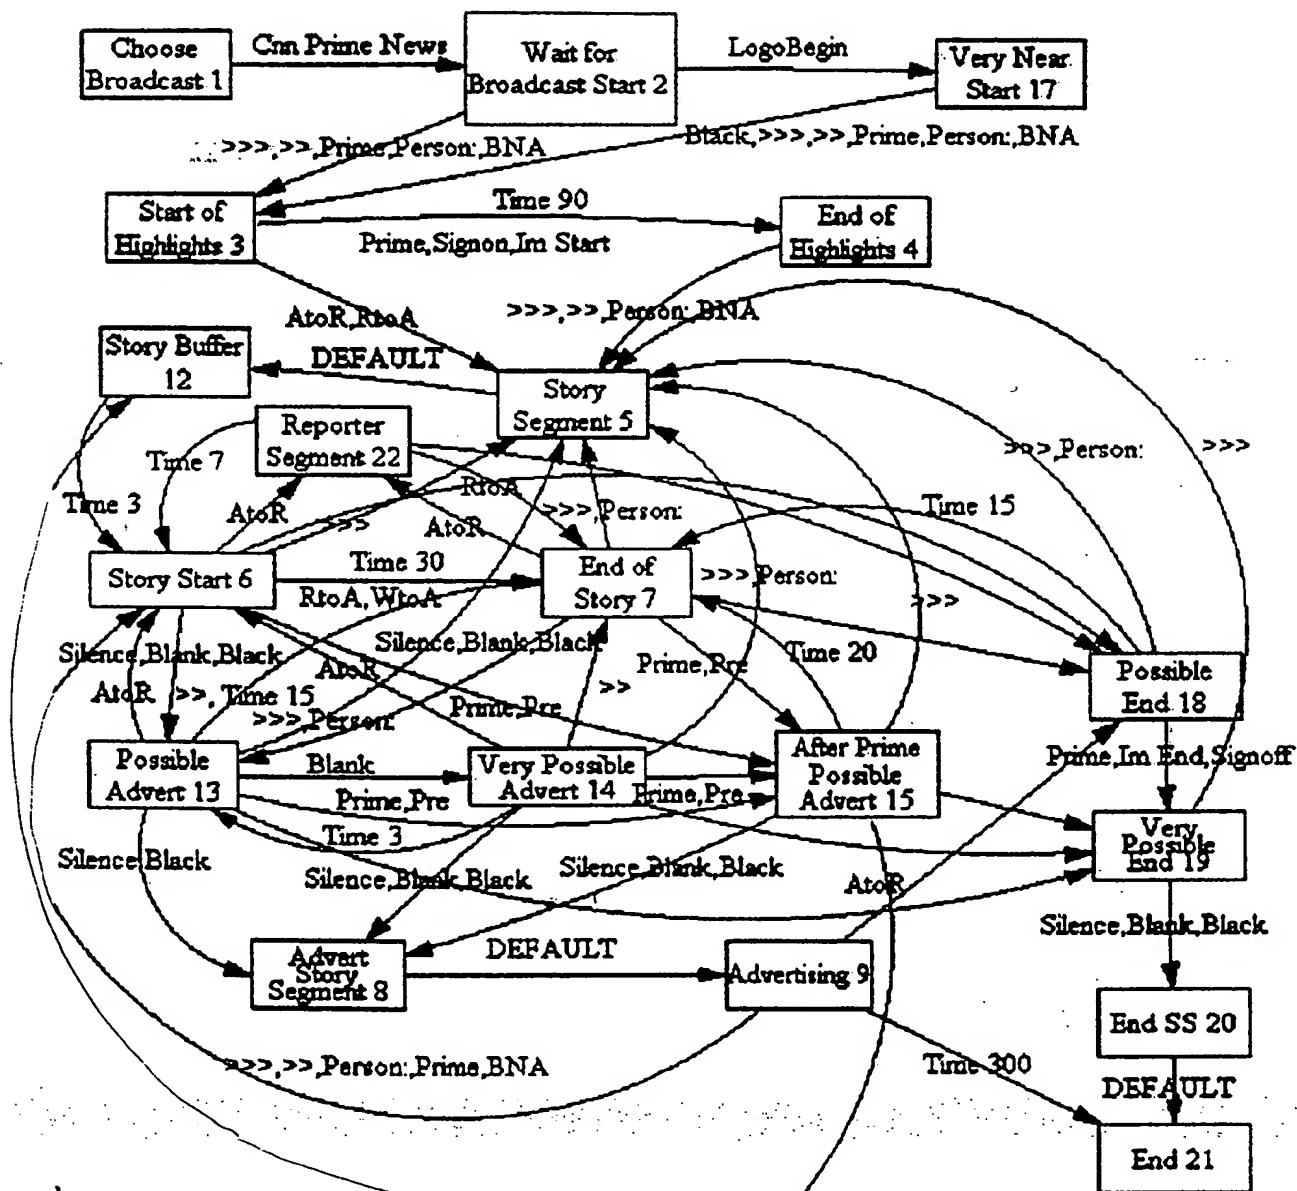 Choose
Broadcast 1
Cnn Prime News
Wait for
Broadcast Start 2
LogoBegin
Very Near
Start 17
>>>,>>,Prime,Person:,BNA
Black,>>>,>>,Prime,Person:,BNA
Start of
Highlights 3
Time 90
Prime,Signon,Im Start
End of
Highlights 4
AtoR,RtoA
>>>,>>,Person:,BNA
Story Buffer
12
DEFAULT
Story
Segment 5
Reporter
Segment 22
Time 7
>>>,Person:
>>>
Time 3
AtoR
>>>
RtoA
AtoR
>>>,Person:
Time 15
Story Start 6
Time 30
RtoA,WtoA
End of
Story 7
>>>,Person:
>>>
Silence,Blank,Black
Silence,Blank,Black
AtoR
Prime,Pre
Time 20
Possible
End 18
AtoR
>>, Time 15
>>>,Person:
Prime,Pre
>>
Possible
Advert 13
Blank
Very Possible
Advert 14
After Prime
Possible
Advert 15
Prime,Im End,Signoff
Prime,Pre
Prime,Pre
Time 3
Very
Possible
End 19
Silence,Black
Silence,Blank,Black
Silence,Blank,Black
AtoR
Silence,Blank,Black
Advert
Story
Segment 8
DEFAULT
Advertising 9
End SS 20
>>>,>>,Person:,Prime,BNA
Time 300
DEFAULT
End 21